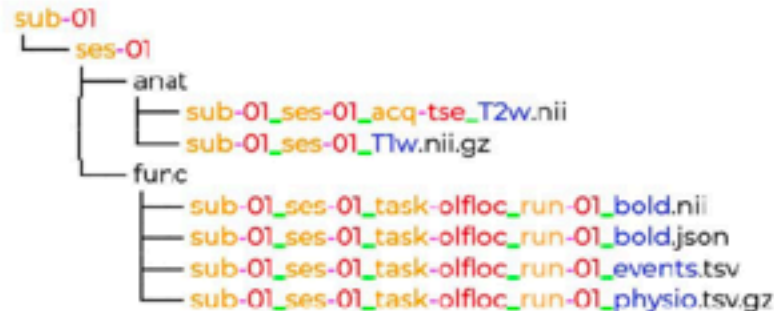 sub-01
ses-01
anat
sub-01_ses-01_acq-tse_T2w.nii
sub-01_ses-01_T1w.nii.gz
func
sub-01_ses-01_task-olfloc_run-01_bold.nii
sub-01_ses-01_task-olfloc_run-01_bold.json
sub-01_ses-01_task-olfloc_run-01_events.tsv
sub-01_ses-01_task-olfloc_run-01_physio.tsv.gz